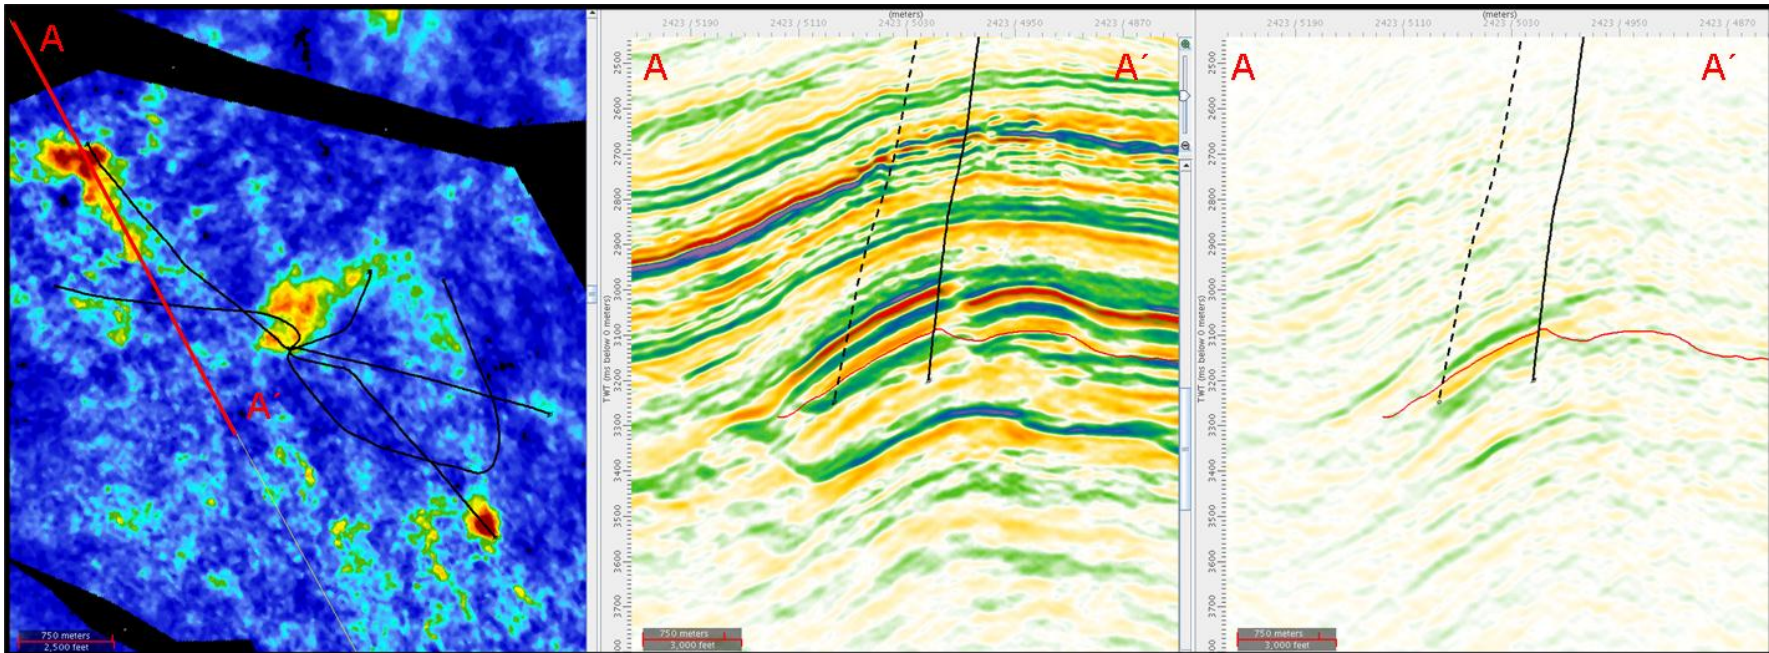 A
A´
750 meters
2,500 feet
(meters)
2423 / 5190
2423 / 5110
2423 / 5030
2423 / 4950
2423 / 4870
A
A´
TWT (ms below 0 meters)
2500
2600
2700
2800
2900
3000
3100
3200
3300
3400
3500
3600
3700
750 meters
3,000 feet
(meters)
2423 / 5190
2423 / 5110
2423 / 5030
2423 / 4950
2423 / 4870
A
A´
TWT (ms below 0 meters)
2500
2600
2700
2800
2900
3000
3100
3200
3300
3400
3500
3600
3700
750 meters
3,000 feet